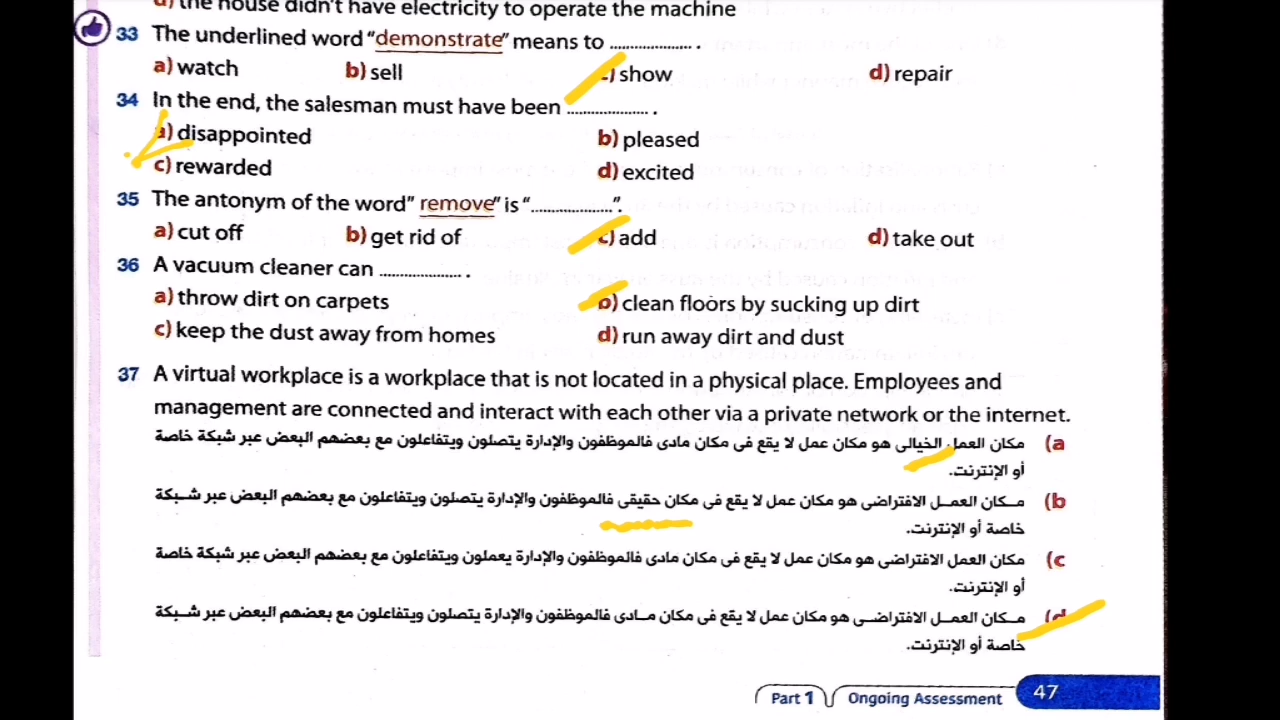 d) the house didn't have electricity to operate the machine
33 The underlined word "demonstrate" means to .................... .
a) watch b) sell c) show d) repair
34 In the end, the salesman must have been .................... .
a) disappointed b) pleased
c) rewarded d) excited
35 The antonym of the word" remove" is "....................".
a) cut off b) get rid of c) add d) take out
36 A vacuum cleaner can .................... .
a) throw dirt on carpets b) clean floors by sucking up dirt
c) keep the dust away from homes d) run away dirt and dust
37 A virtual workplace is a workplace that is not located in a physical place. Employees and
management are connected and interact with each other via a private network or the internet.
a) مكان العمل الخيالى هو مكان عمل لا يقع فى مكان مادى فالموظفون والإدارة يتصلون ويتفاعلون مع بعضهم البعض عبر شبكة خاصة
أو الإنترنت.
b) مكان العمل الافتراضى هو مكان عمل لا يقع فى مكان حقيقى فالموظفون والإدارة يتصلون ويتفاعلون مع بعضهم البعض عبر شبكة
خاصة أو الإنترنت.
c) مكان العمل الافتراضى هو مكان عمل لا يقع فى مكان مادى فالموظفون والإدارة يعملون ويتفاعلون مع بعضهم البعض عبر شبكة خاصة
أو الإنترنت.
d) مكان العمل الافتراضى هو مكان عمل لا يقع فى مكان مادى فالموظفون والإدارة يتصلون ويتفاعلون مع بعضهم البعض عبر شبكة
خاصة أو الإنترنت.
Part 1 Ongoing Assessment 47